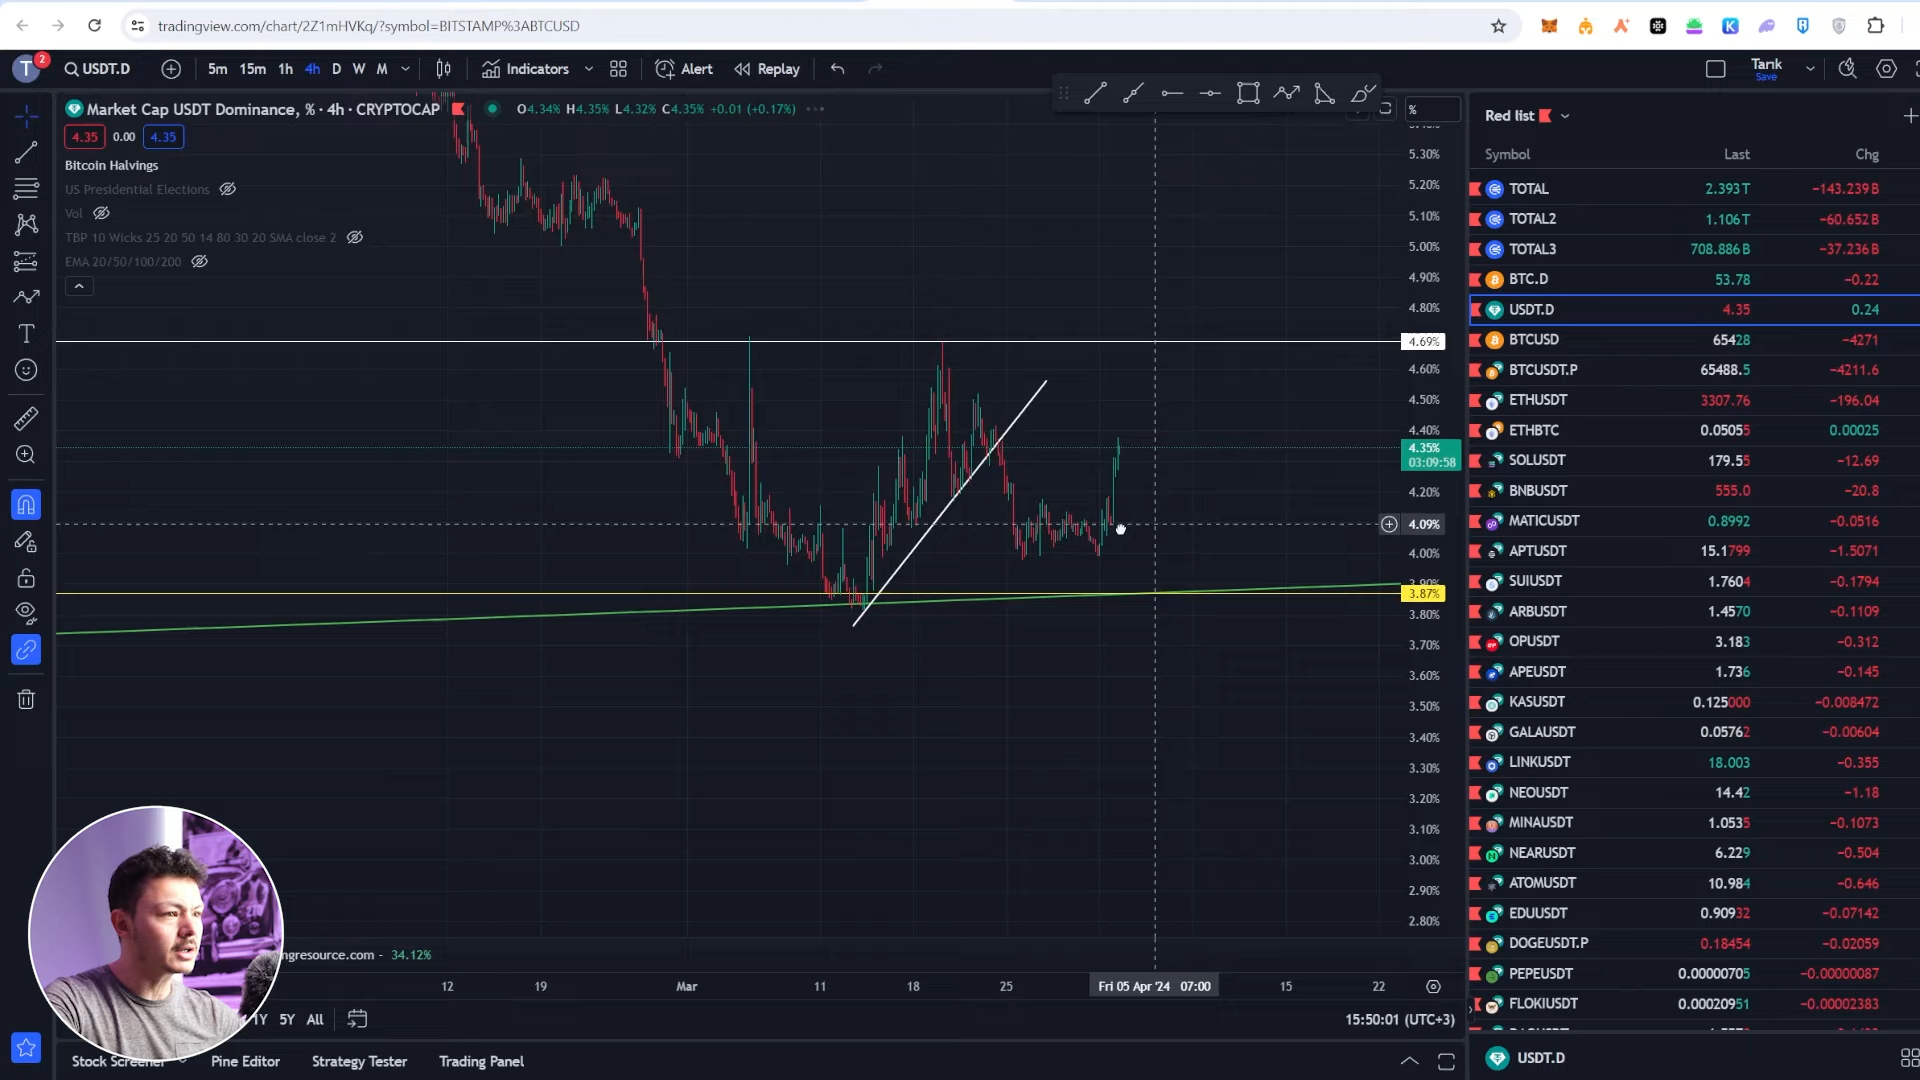 tradingview.com/chart/2Z1mHVKq/?symbol=BITSTAMP%3ABTCUSD
T 2 USDT.D 5m 15m 1h 4h D W M Indicators Alert Replay Tarık
Save
Market Cap USDT Dominance, % · 4h · CRYPTOCAP O4.34% H4.35% L4.32% C4.35% +0.01 (+0.17%)
4.35 0.00 4.35
Bitcoin Halvings
US Presidential Elections
Vol
TBP 10 Wicks 25 20 50 14 80 30 20 SMA close 2
EMA 20/50/100/200
%
5.30%
5.20%
5.10%
5.00%
4.90%
4.80%
4.69%
4.60%
4.50%
4.40%
4.35%
03:09:58
4.20%
4.09%
4.00%
3.90%
3.87%
3.80%
3.70%
3.60%
3.50%
3.40%
3.30%
3.20%
3.10%
3.00%
2.90%
2.80%
ngresource.com - 34.12%
12 19 Mar 11 18 25 Fri 05 Apr '24 07:00 15 22
1Y 5Y All 15:50:01 (UTC+3)
Stock Screener Pine Editor Strategy Tester Trading Panel
Red list
Symbol Last Chg
TOTAL 2.393T −143.239B
TOTAL2 1.106T −60.652B
TOTAL3 708.886B −37.236B
BTC.D 53.78 −0.22
USDT.D 4.35 0.24
BTCUSD 65428 −4271
BTCUSDT.P 65488.5 −4211.6
ETHUSDT 3307.76 −196.04
ETHBTC 0.05055 0.00025
SOLUSDT 179.55 −12.69
BNBUSDT 555.0 −20.8
MATICUSDT 0.8992 −0.0516
APTUSDT 15.1799 −1.5071
SUIUSDT 1.7604 −0.1794
ARBUSDT 1.4570 −0.1109
OPUSDT 3.183 −0.312
APEUSDT 1.736 −0.145
KASUSDT 0.125000 −0.008472
GALAUSDT 0.05762 −0.00604
LINKUSDT 18.003 −0.355
NEOUSDT 14.42 −1.18
MINAUSDT 1.0535 −0.1073
NEARUSDT 6.229 −0.504
ATOMUSDT 10.984 −0.646
EDUUSDT 0.90932 −0.07142
DOGEUSDT.P 0.18454 −0.02059
PEPEUSDT 0.00000705 −0.00000087
FLOKIUSDT 0.00020951 −0.00002383
USDT.D